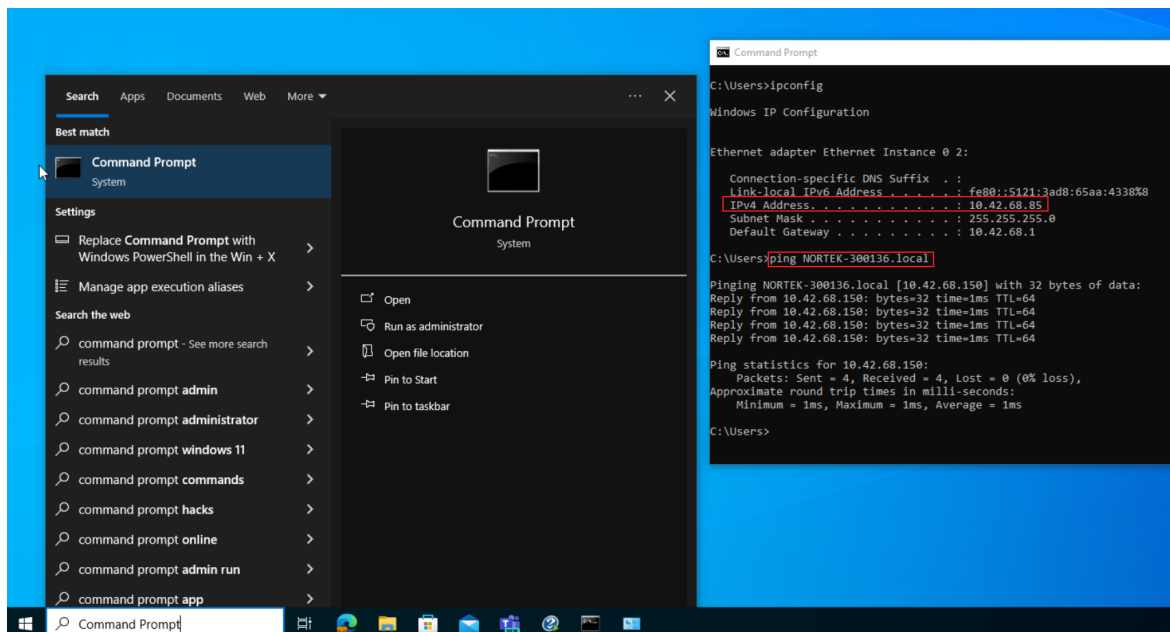 Search Apps Documents Web More
Best match
Command Prompt
System
Settings
Replace Command Prompt with
Windows PowerShell in the Win + X
Manage app execution aliases
Search the web
command prompt - See more search
results
command prompt admin
command prompt administrator
command prompt windows 11
command prompt commands
command prompt hacks
command prompt online
command prompt admin run
command prompt app
Command Prompt
Command Prompt
System
Open
Run as administrator
Open file location
Pin to Start
Pin to taskbar
Command Prompt
C:\Users>ipconfig
Windows IP Configuration
Ethernet adapter Ethernet Instance 0 2:
Connection-specific DNS Suffix . :
Link-local IPv6 Address . . . . . : fe80::5121:3ad8:65aa:4338%8
IPv4 Address. . . . . . . . . . . : 10.42.68.85
Subnet Mask . . . . . . . . . . . : 255.255.255.0
Default Gateway . . . . . . . . . : 10.42.68.1
C:\Users>ping NORTEK-300136.local
Pinging NORTEK-300136.local [10.42.68.150] with 32 bytes of data:
Reply from 10.42.68.150: bytes=32 time=1ms TTL=64
Reply from 10.42.68.150: bytes=32 time=1ms TTL=64
Reply from 10.42.68.150: bytes=32 time=1ms TTL=64
Reply from 10.42.68.150: bytes=32 time=1ms TTL=64
Ping statistics for 10.42.68.150:
Packets: Sent = 4, Received = 4, Lost = 0 (0% loss),
Approximate round trip times in milli-seconds:
Minimum = 1ms, Maximum = 1ms, Average = 1ms
C:\Users>